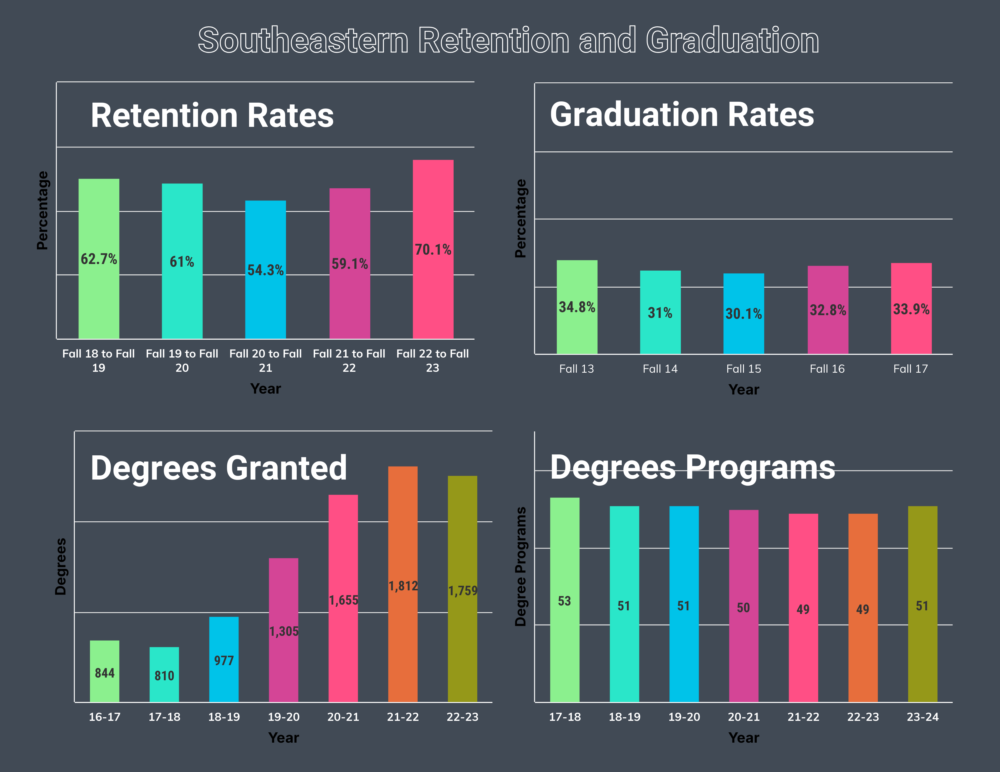 Southeastern Retention and Graduation
Retention Rates
Percentage
62.7%
61%
54.3%
59.1%
70.1%
Fall 18 to Fall 19
Fall 19 to Fall 20
Fall 20 to Fall 21
Fall 21 to Fall 22
Fall 22 to Fall 23
Year
Graduation Rates
Percentage
34.8%
31%
30.1%
32.8%
33.9%
Fall 13
Fall 14
Fall 15
Fall 16
Fall 17
Year
Degrees Granted
Degrees
844
810
977
1,305
1,655
1,812
1,759
16-17
17-18
18-19
19-20
20-21
21-22
22-23
Year
Degrees Programs
Degree Programs
53
51
51
50
49
49
51
17-18
18-19
19-20
20-21
21-22
22-23
23-24
Year